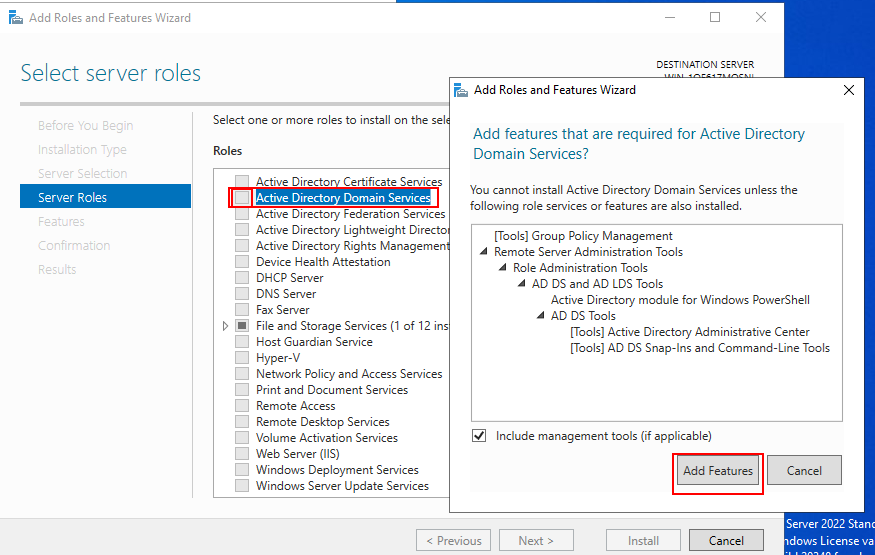 Add Roles and Features Wizard
Select server roles
DESTINATION SERVER
Before You Begin
Installation Type
Server Selection
Server Roles
Features
Confirmation
Results
Select one or more roles to install on the sele
Roles
Active Directory Certificate Services
Active Directory Domain Services
Active Directory Federation Services
Active Directory Lightweight Director
Active Directory Rights Management
Device Health Attestation
DHCP Server
DNS Server
Fax Server
File and Storage Services (1 of 12 ins
Host Guardian Service
Hyper-V
Network Policy and Access Services
Print and Document Services
Remote Access
Remote Desktop Services
Volume Activation Services
Web Server (IIS)
Windows Deployment Services
Windows Server Update Services
< Previous
Next >
Install
Cancel
Add Roles and Features Wizard
Add features that are required for Active Directory
Domain Services?
You cannot install Active Directory Domain Services unless the
following role services or features are also installed.
[Tools] Group Policy Management
Remote Server Administration Tools
Role Administration Tools
AD DS and AD LDS Tools
Active Directory module for Windows PowerShell
AD DS Tools
[Tools] Active Directory Administrative Center
[Tools] AD DS Snap-Ins and Command-Line Tools
Include management tools (if applicable)
Add Features
Cancel
Server 2022 Stand
ndows License va